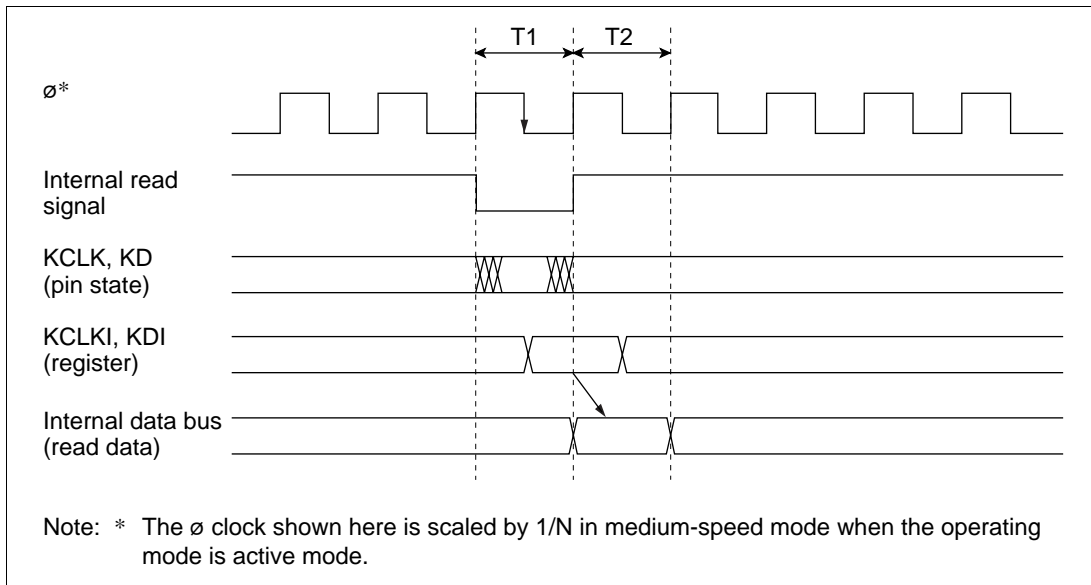 T1 T2
ø*
Internal read
signal
KCLK, KD
(pin state)
KCLKI, KDI
(register)
Internal data bus
(read data)
Note: * The ø clock shown here is scaled by 1/N in medium-speed mode when the operating
mode is active mode.